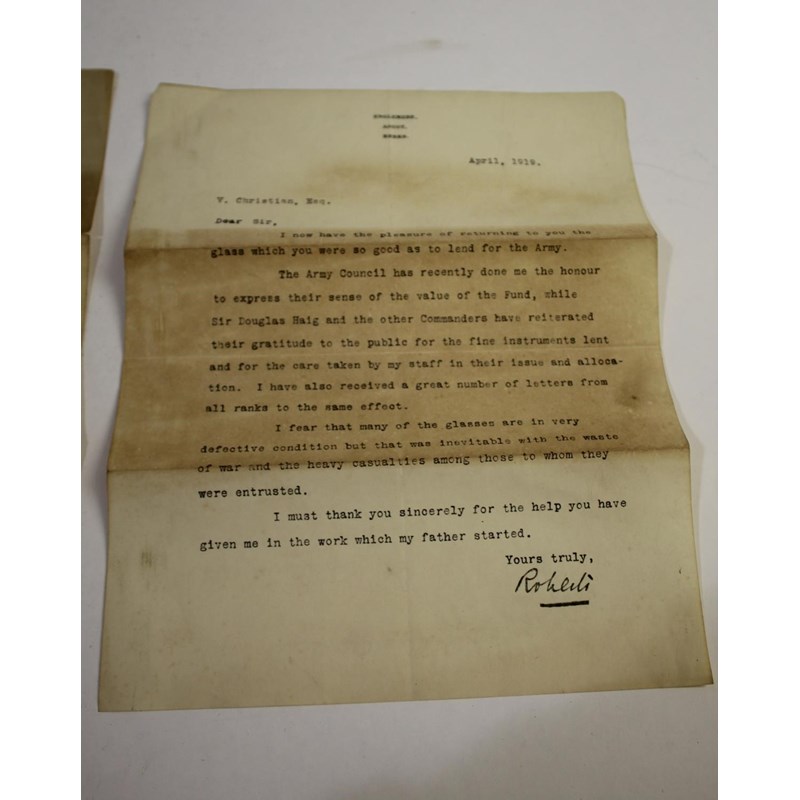 ENGLEMERE,
ASCOT,
BERKS.
April, 1919.
V. Christian, Esq.
Dear Sir,
I now have the pleasure of returning to you the
glass which you were so good as to lend for the Army.
The Army Council has recently done me the honour
to express their sense of the value of the Fund, while
Sir Douglas Haig and the other Commanders have reiterated
their gratitude to the public for the fine instruments lent
and for the care taken by my staff in their issue and alloca-
tion. I have also received a great number of letters from
all ranks to the same effect.
I fear that many of the glasses are in very
defective condition but that was inevitable with the waste
of war and the heavy casualties among those to whom they
were entrusted.
I must thank you sincerely for the help you have
given me in the work which my father started.
Yours truly,
Roberts